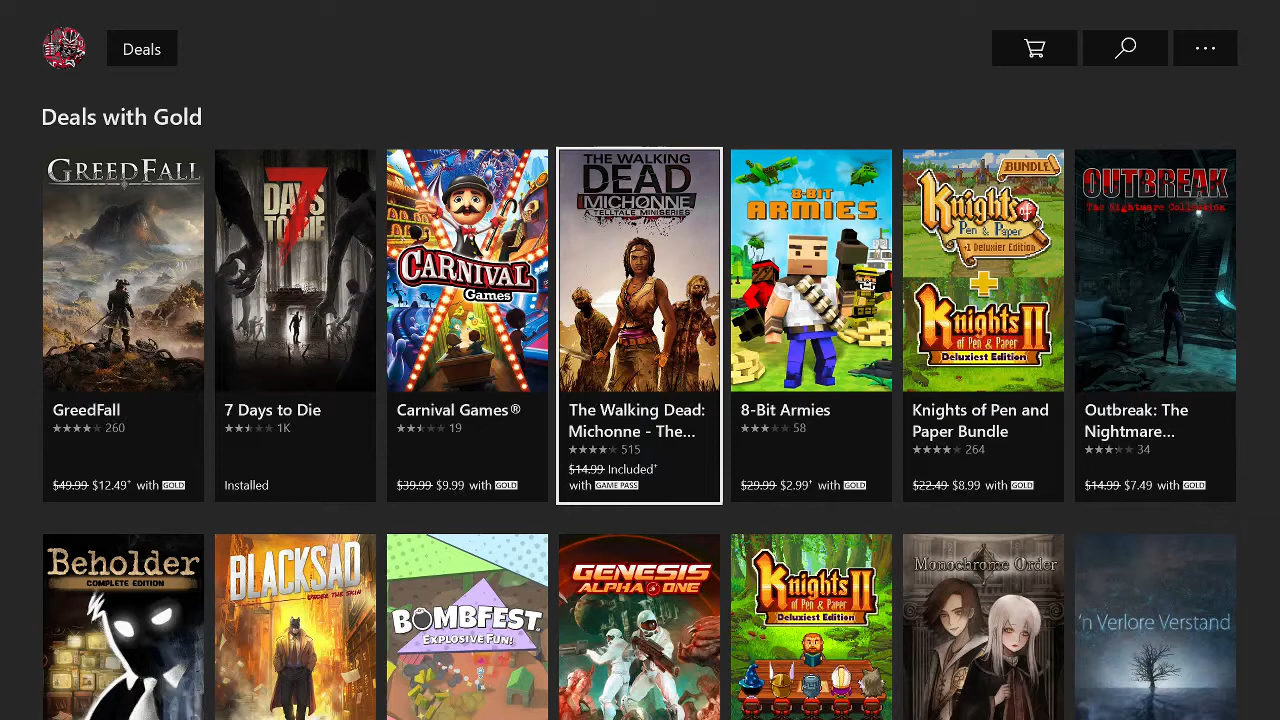 Deals
Deals with Gold
GREEDFALL
7
DAYS
TO DIE
CARNIVAL
Games
THE WALKING
DEAD
MICHONNE
A TELLTALE MINISERIES
8-BIT
ARMIES
BUNDLE
Knights
of
Pen & Paper
+1 Deluxier Edition
Knights II
of Pen & Paper
Deluxiest Edition
OUTBREAK
The Nightmare Collection
GreedFall
260
$49.99 $12.49+ with GOLD
7 Days to Die
1K
Installed
Carnival Games®
19
$39.99 $9.99 with GOLD
The Walking Dead:
Michonne - The...
515
$14.99 Included+
with GAME PASS
8-Bit Armies
58
$29.99 $2.99+ with GOLD
Knights of Pen and
Paper Bundle
264
$22.49 $8.99 with GOLD
Outbreak: The
Nightmare...
34
$14.99 $7.49 with GOLD
Beholder
COMPLETE EDITION
BLACKSAD
UNDER THE SKIN
BOMBFEST
EXPLOSIVE FUN!
GENESIS
ALPHA ONE
Knights II
of Pen & Paper
Deluxiest Edition
Monochrome Order
'n Verlore Verstand